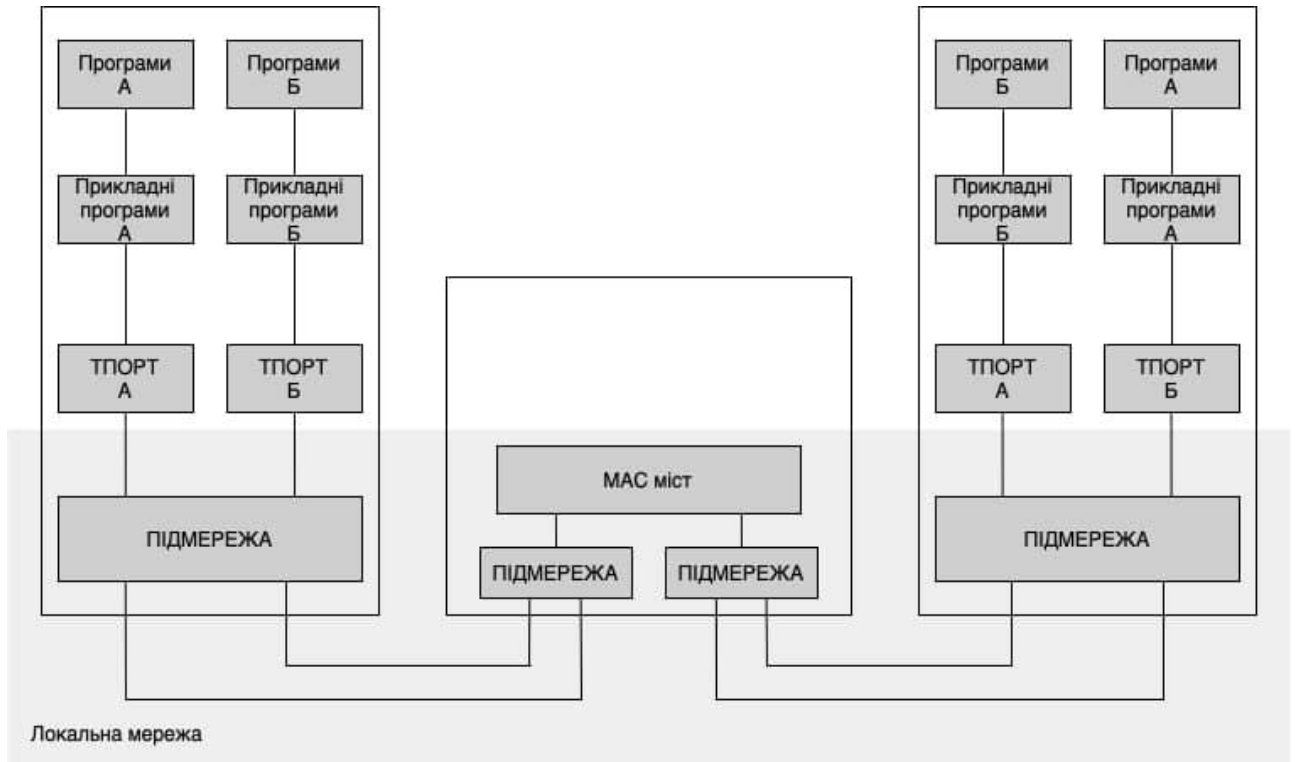 Програми
А
Програми
Б
Програми
Б
Програми
А
Прикладні
програми
А
Прикладні
програми
Б
Прикладні
програми
Б
Прикладні
програми
А
ТПОРТ
А
ТПОРТ
Б
ТПОРТ
А
ТПОРТ
Б
МАС міст
ПІДМЕРЕЖА
ПІДМЕРЕЖА
ПІДМЕРЕЖА
ПІДМЕРЕЖА
Локальна мережа